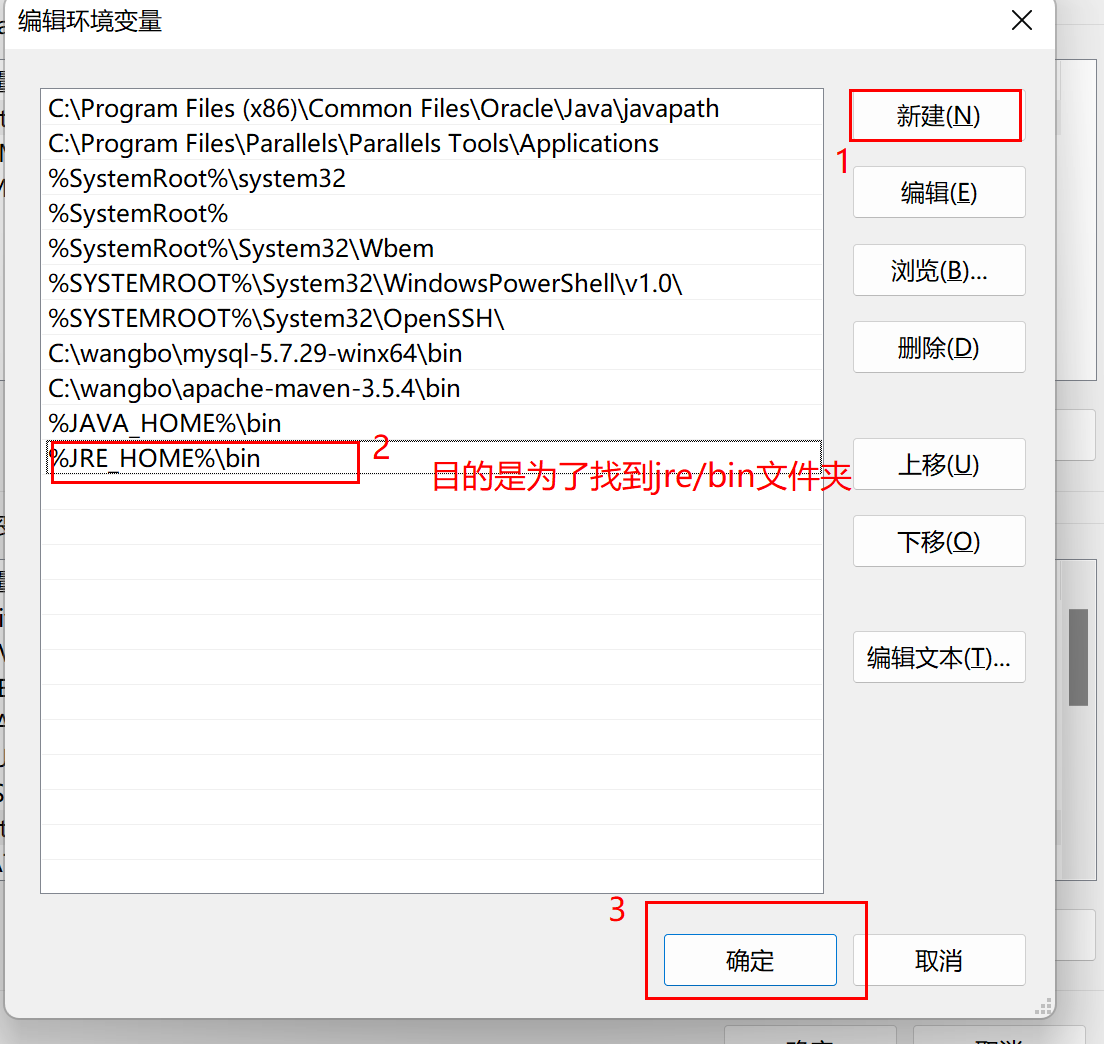 编辑环境变量
C:\Program Files (x86)\Common Files\Oracle\Java\javapath
C:\Program Files\Parallels\Parallels Tools\Applications
%SystemRoot%\system32
%SystemRoot%
%SystemRoot%\System32\Wbem
%SYSTEMROOT%\System32\WindowsPowerShell\v1.0\
%SYSTEMROOT%\System32\OpenSSH\
C:\wangbo\mysql-5.7.29-winx64\bin
C:\wangbo\apache-maven-3.5.4\bin
%JAVA_HOME%\bin
%JRE_HOME%\bin
2
目的是为了找到jre/bin文件夹
新建(N)
1
编辑(E)
浏览(B)...
删除(D)
上移(U)
下移(O)
编辑文本(T)...
3
确定
取消
确定
取消